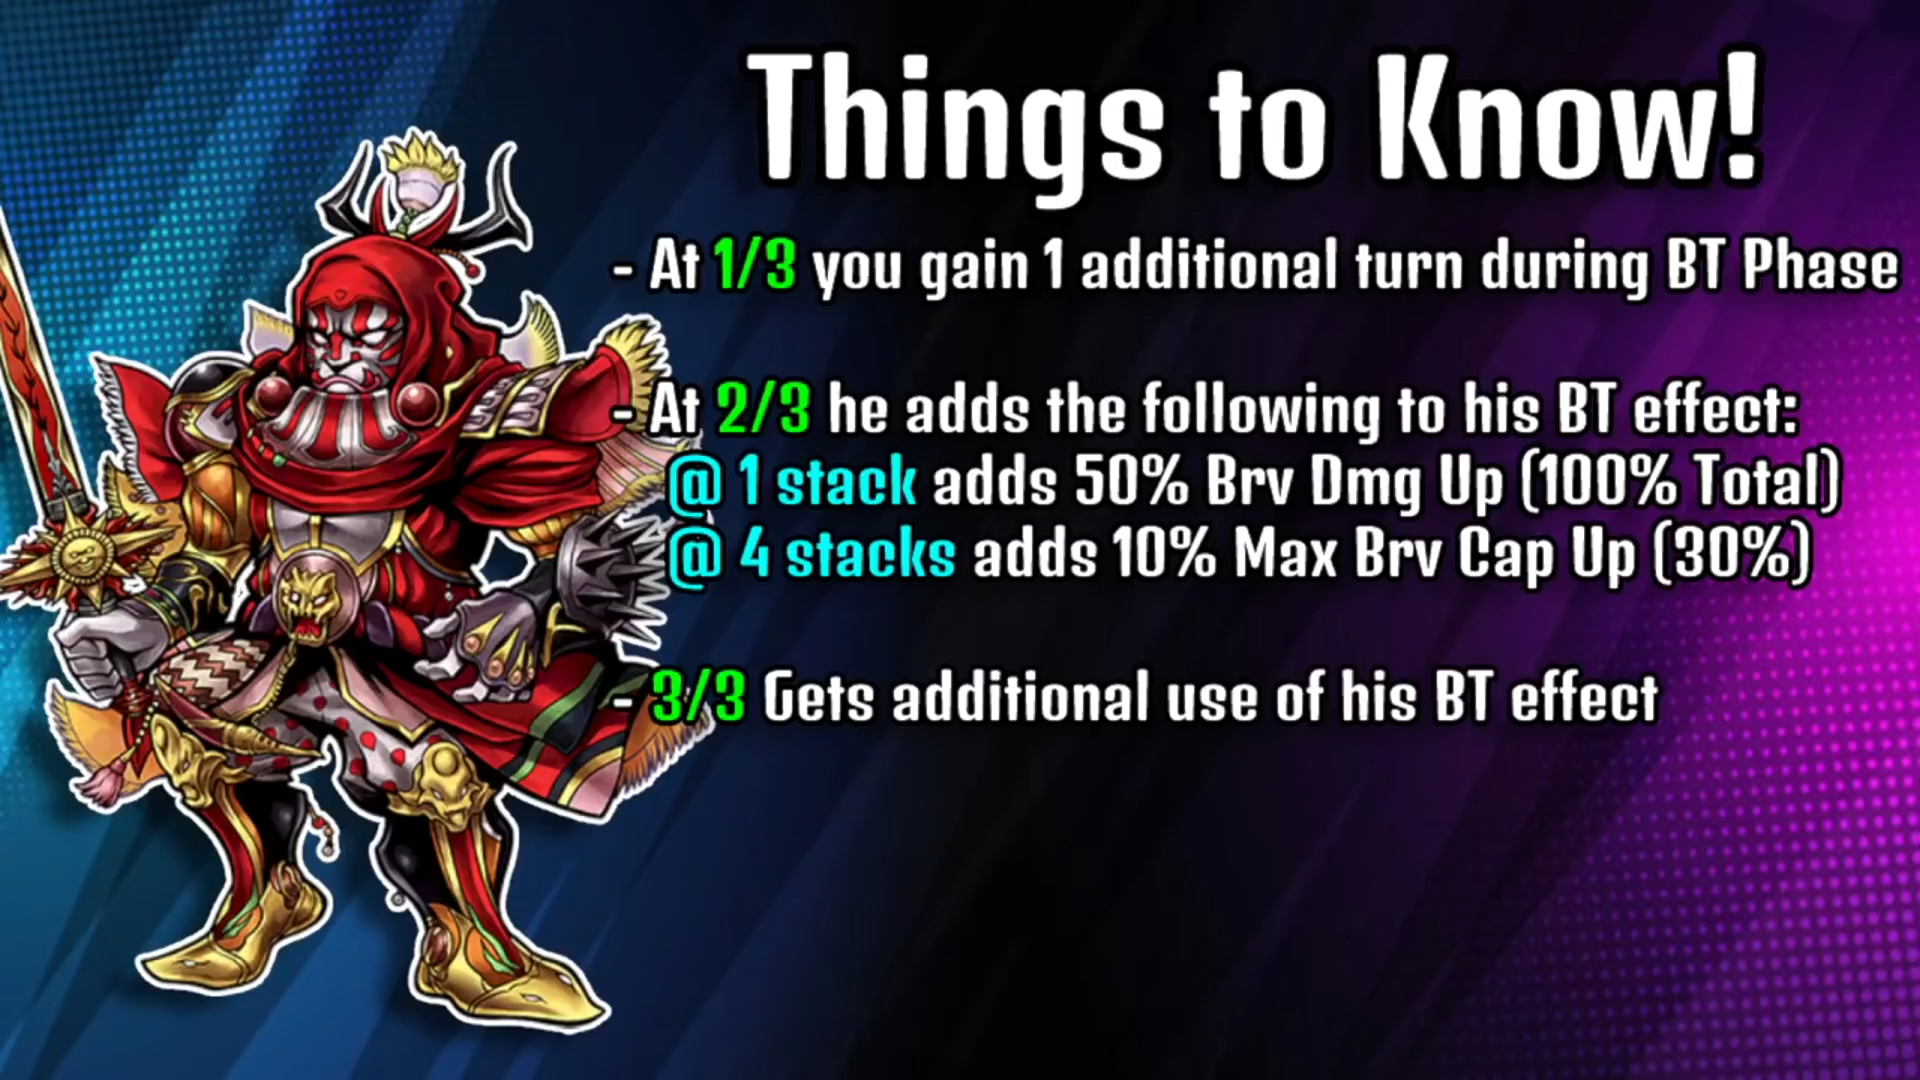 Things to Know!
- At 1/3 you gain 1 additional turn during BT Phase
- At 2/3 he adds the following to his BT effect:
@ 1 stack adds 50% Brv Dmg Up (100% Total)
@ 4 stacks adds 10% Max Brv Cap Up (30%)
- 3/3 Gets additional use of his BT effect